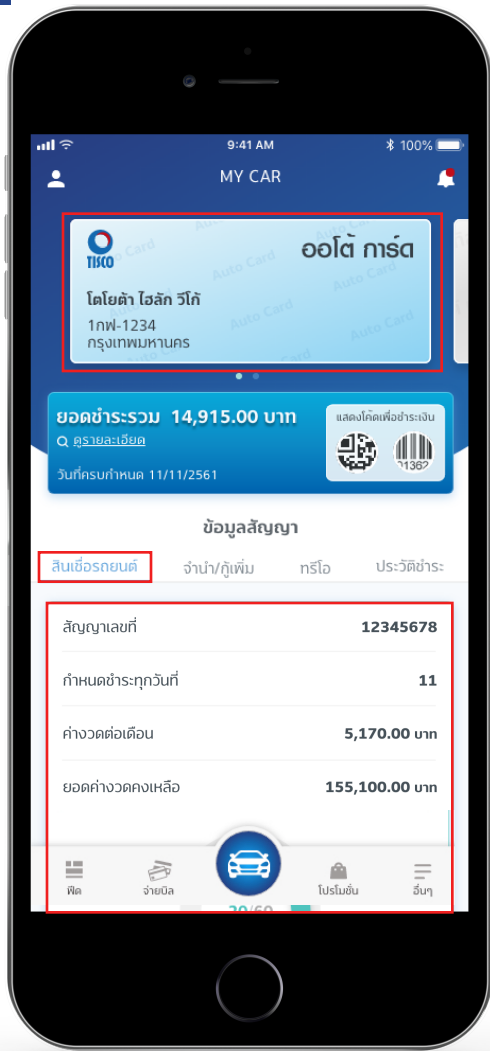 9:41 AM
100%
MY CAR
TISCO
ออโต้ การ์ด
โตโยต้า ไฮลัก วีโก้
1กฟ-1234
กรุงเทพมหานคร
Auto Card
Auto Card
Auto Card
Auto Card
Auto Card
ยอดชำระรวม 14,915.00 บาท
ดูรายละเอียด
วันที่ครบกำหนด 11/11/2561
แสดงโค้ดเพื่อชำระเงิน
01362
ข้อมูลสัญญา
สินเชื่อรถยนต์ จำนำ/กู้เพิ่ม ทรีโอ ประวัติชำระ
สัญญาเลขที่ 12345678
กำหนดชำระทุกวันที่ 11
ค่างวดต่อเดือน 5,170.00 บาท
ยอดค่างวดคงเหลือ 155,100.00 บาท
ฟีด จ่ายบิล โปรโมชั่น อื่นๆ